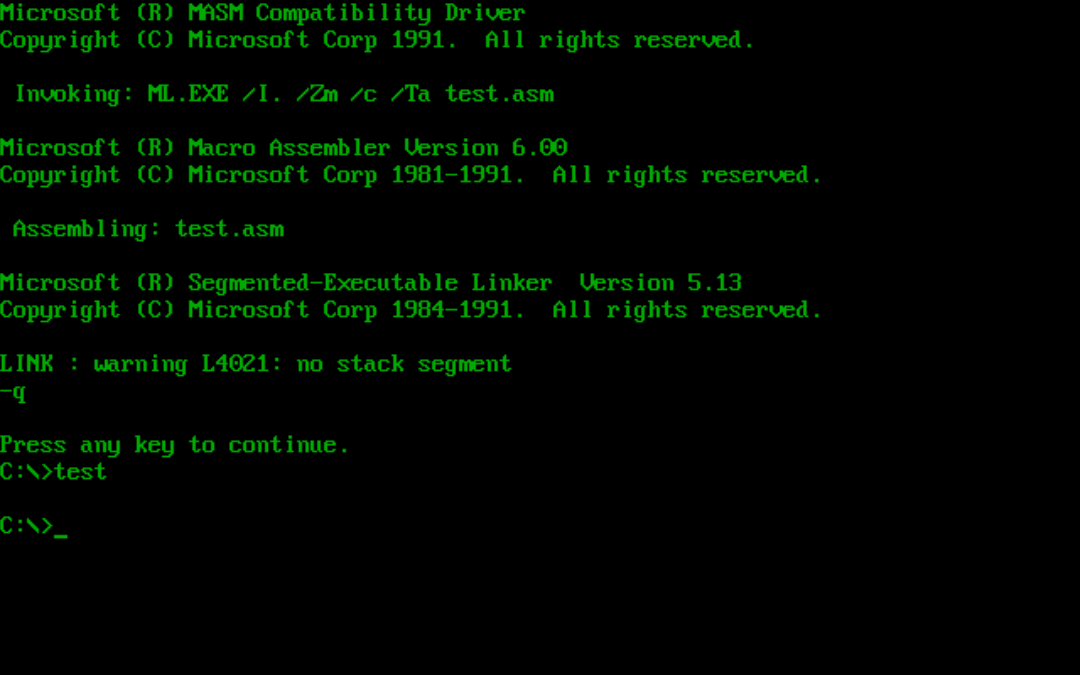 Microsoft (R) MASM Compatibility Driver
Copyright (C) Microsoft Corp 1991.  All rights reserved.
Invoking: ML.EXE /I. /Zm /c /Ta test.asm
Microsoft (R) Macro Assembler Version 6.00
Copyright (C) Microsoft Corp 1981-1991.  All rights reserved.
Assembling: test.asm
Microsoft (R) Segmented-Executable Linker  Version 5.13
Copyright (C) Microsoft Corp 1984-1991.  All rights reserved.
LINK : warning L4021: no stack segment
-q
Press any key to continue.
C:\>test
C:\>_